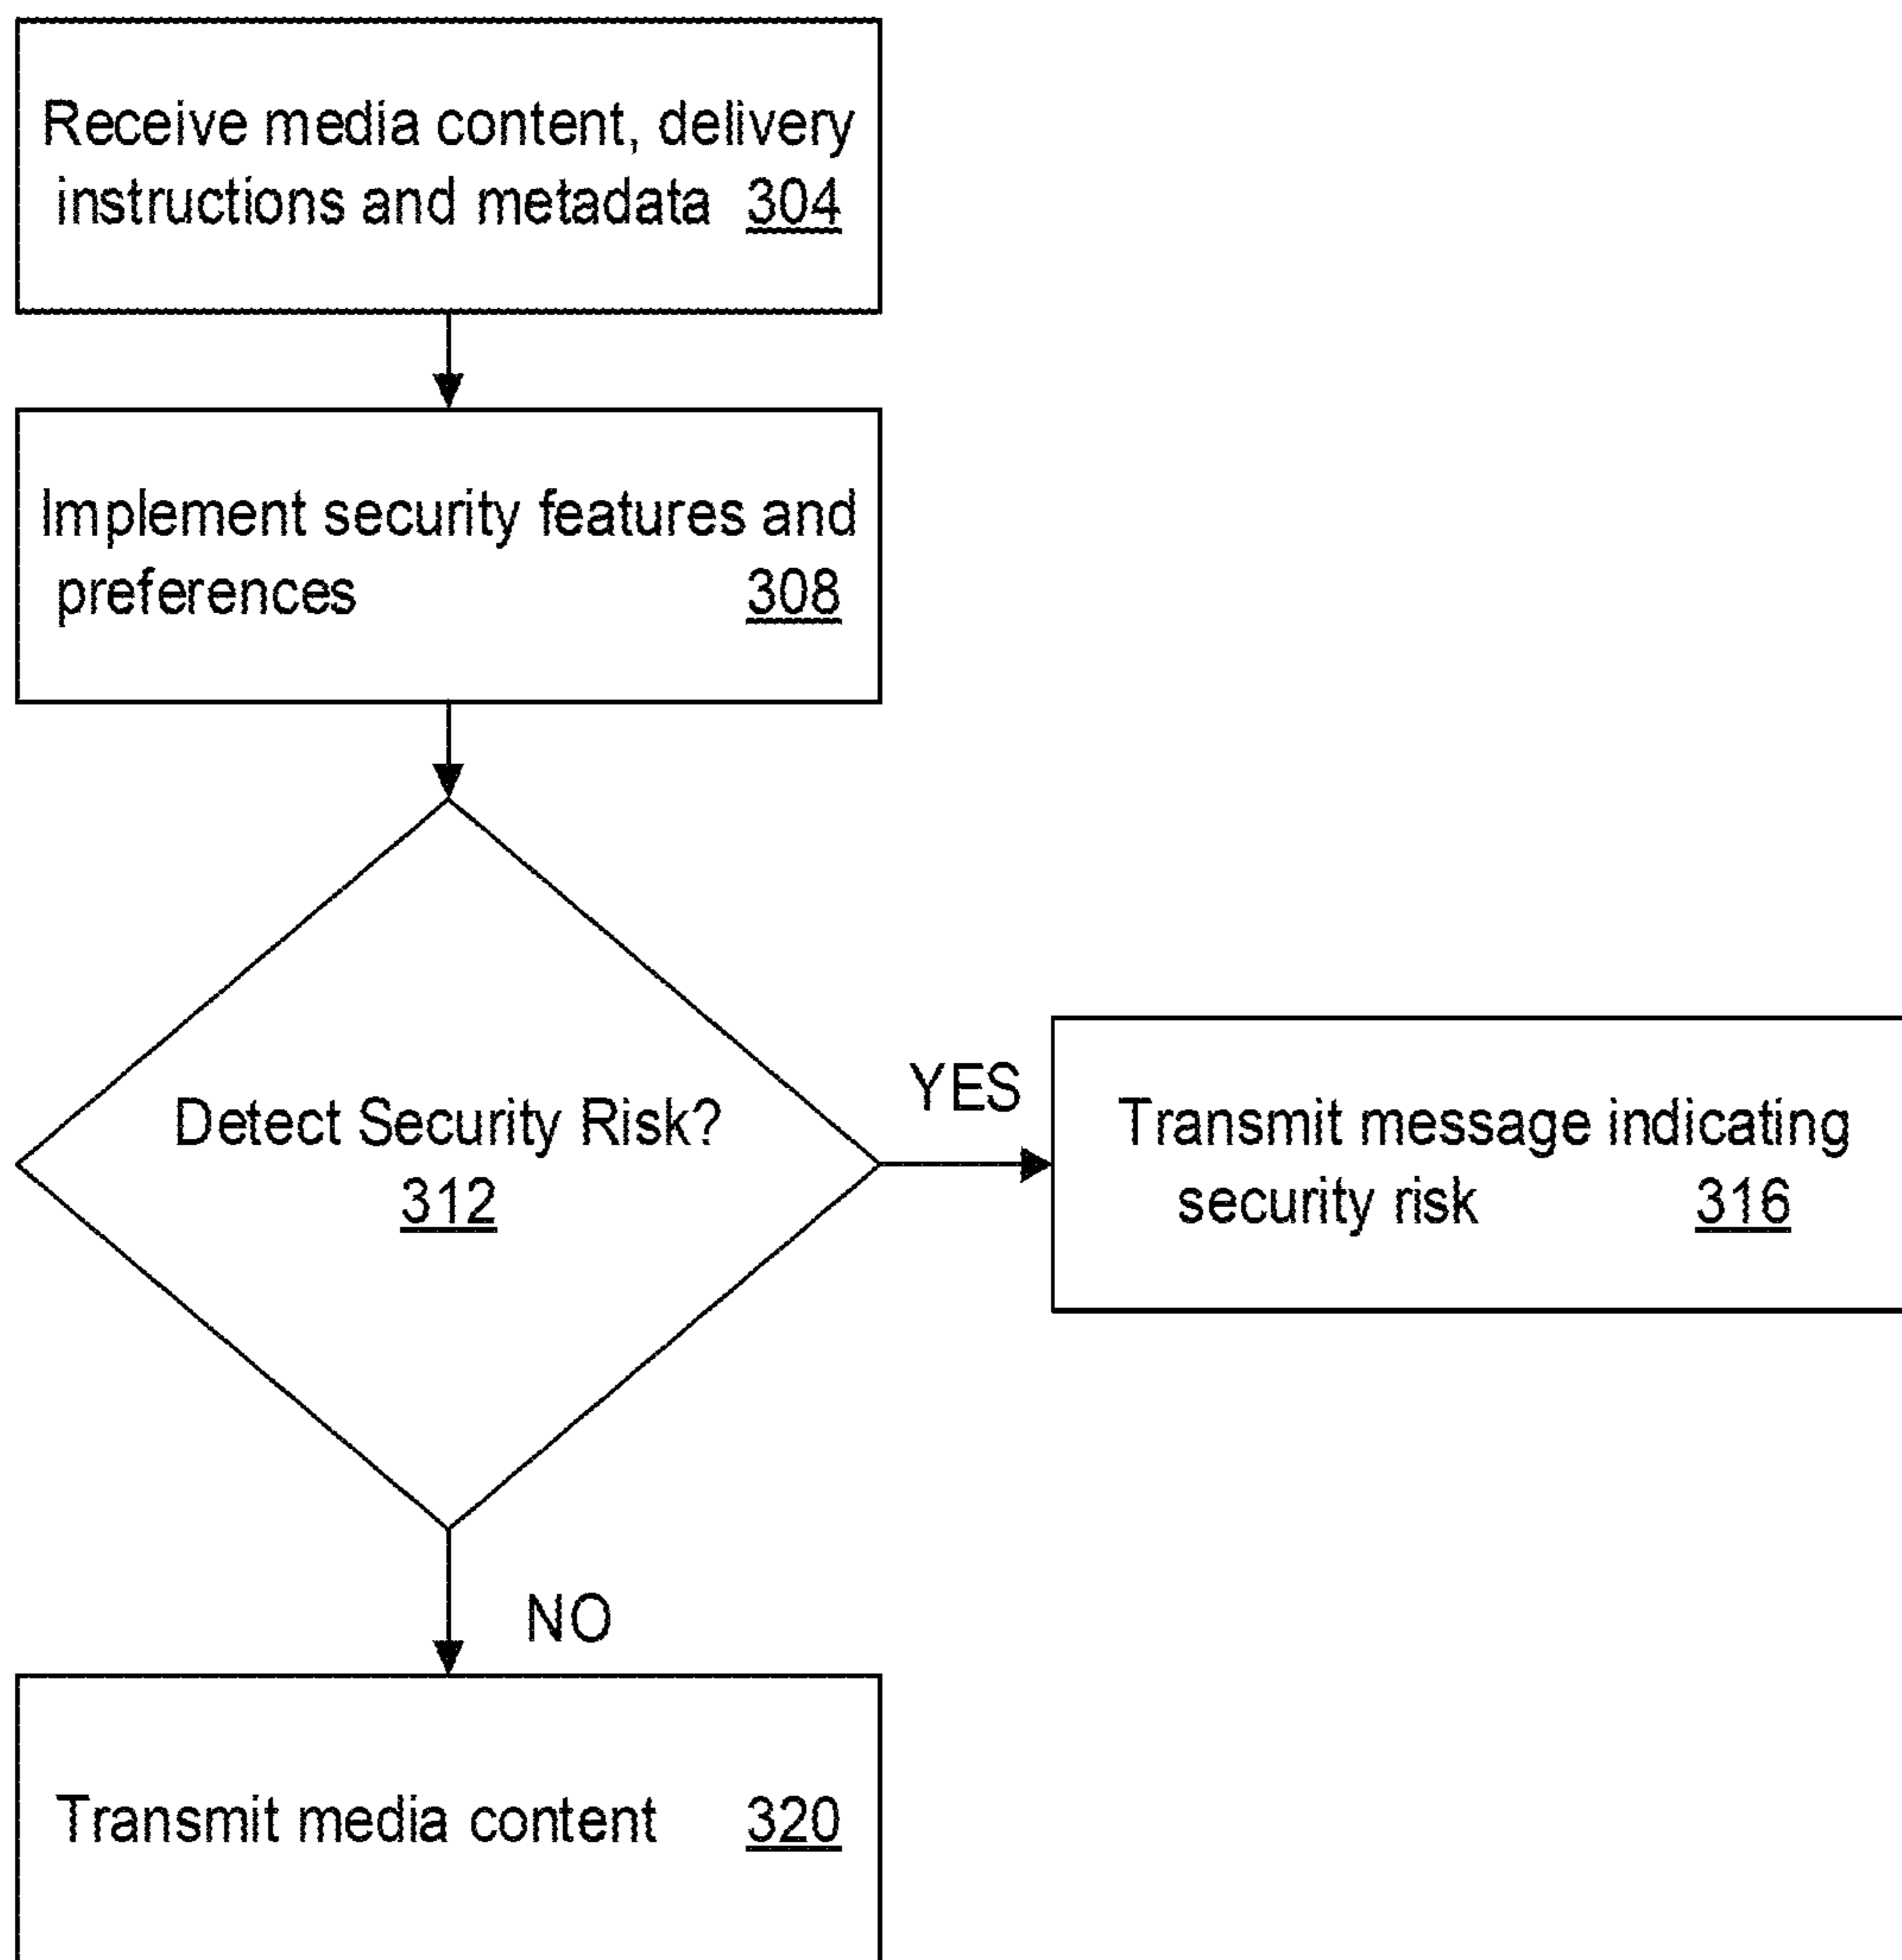 Receive media content, delivery
instructions and metadata 304
Implement security features and
preferences 308
Detect Security Risk?
312
YES
Transmit message indicating
security risk 316
NO
Transmit media content 320